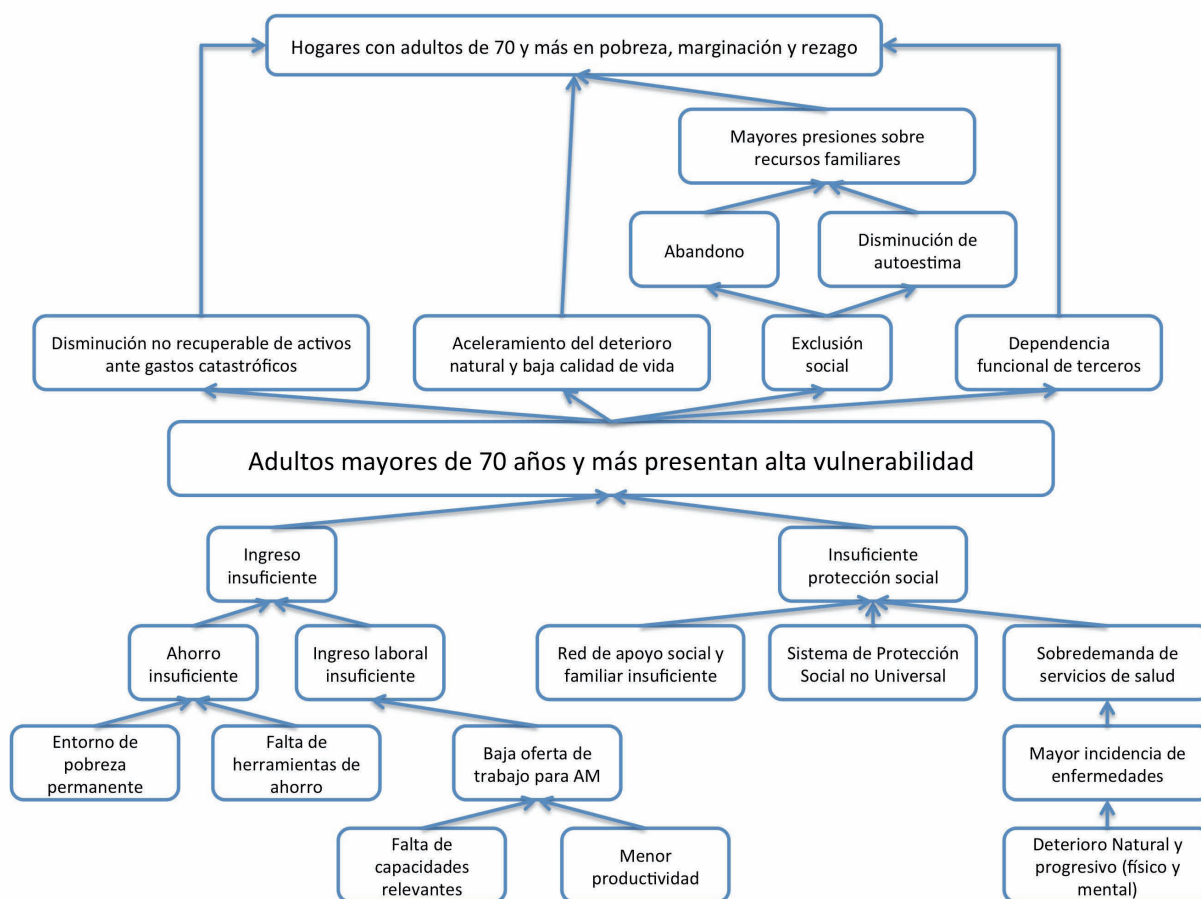 Hogares con adultos de 70 y más en pobreza, marginación y rezago
Mayores presiones sobre
recursos familiares
Abandono
Disminución de
autoestima
Disminución no recuperable de activos
ante gastos catastróficos
Aceleramiento del deterioro
natural y baja calidad de vida
Exclusión
social
Dependencia
funcional de terceros
Adultos mayores de 70 años y más presentan alta vulnerabilidad
Ingreso
insuficiente
Insuficiente
protección social
Ahorro
insuficiente
Ingreso laboral
insuficiente
Red de apoyo social y
familiar insuficiente
Sistema de Protección
Social no Universal
Sobredemanda de
servicios de salud
Entorno de
pobreza
permanente
Falta de
herramientas de
ahorro
Baja oferta de
trabajo para AM
Mayor incidencia de
enfermedades
Falta de
capacidades
relevantes
Menor
productividad
Deterioro Natural y
progresivo (físico y
mental)